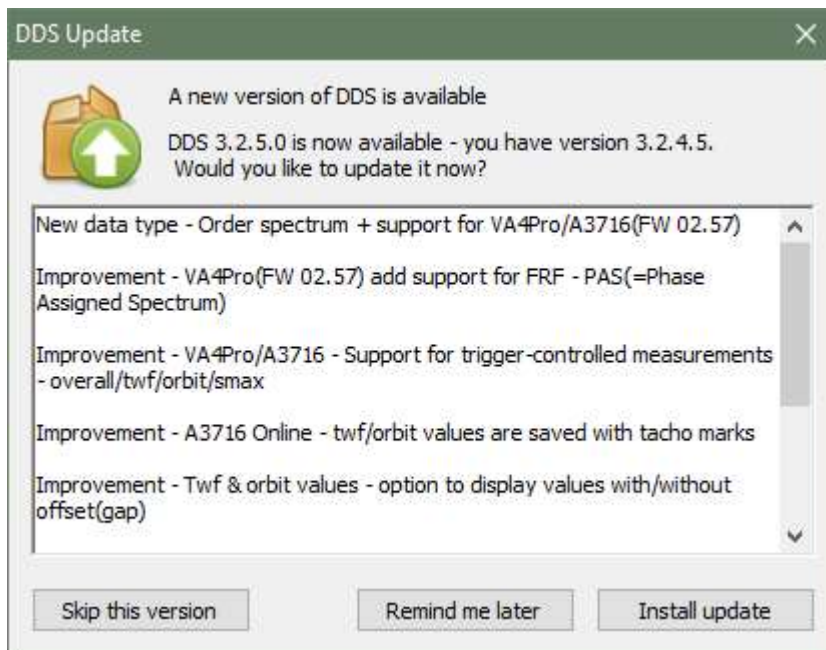 DDS Update
A new version of DDS is available
DDS 3.2.5.0 is now available - you have version 3.2.4.5.
Would you like to update it now?
New data type - Order spectrum + support for VA4Pro/A3716(FW 02.57)
Improvement - VA4Pro(FW 02.57) add support for FRF - PAS(=Phase
Assigned Spectrum)
Improvement - VA4Pro/A3716 - Support for trigger-controlled measurements
- overall/twf/orbit/smax
Improvement - A3716 Online - twf/orbit values are saved with tacho marks
Improvement - Twf & orbit values - option to display values with/without
offset(gap)
Skip this version
Remind me later
Install update